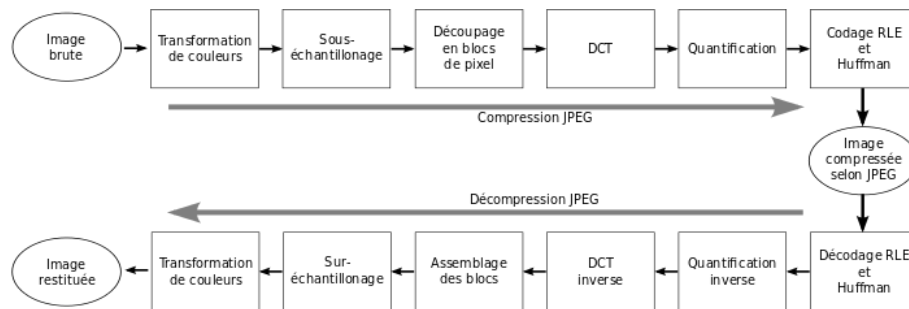 Image
brute
Transformation
de couleurs
Sous-
échantillonage
Découpage
en blocs
de pixel
DCT
Quantification
Codage RLE
et
Huffman
Compression JPEG
Image
compressée
selon JPEG
Décompression JPEG
Image
restituée
Transformation
de couleurs
Sur-
échantillonage
Assemblage
des blocs
DCT
inverse
Quantification
inverse
Décodage RLE
et
Huffman